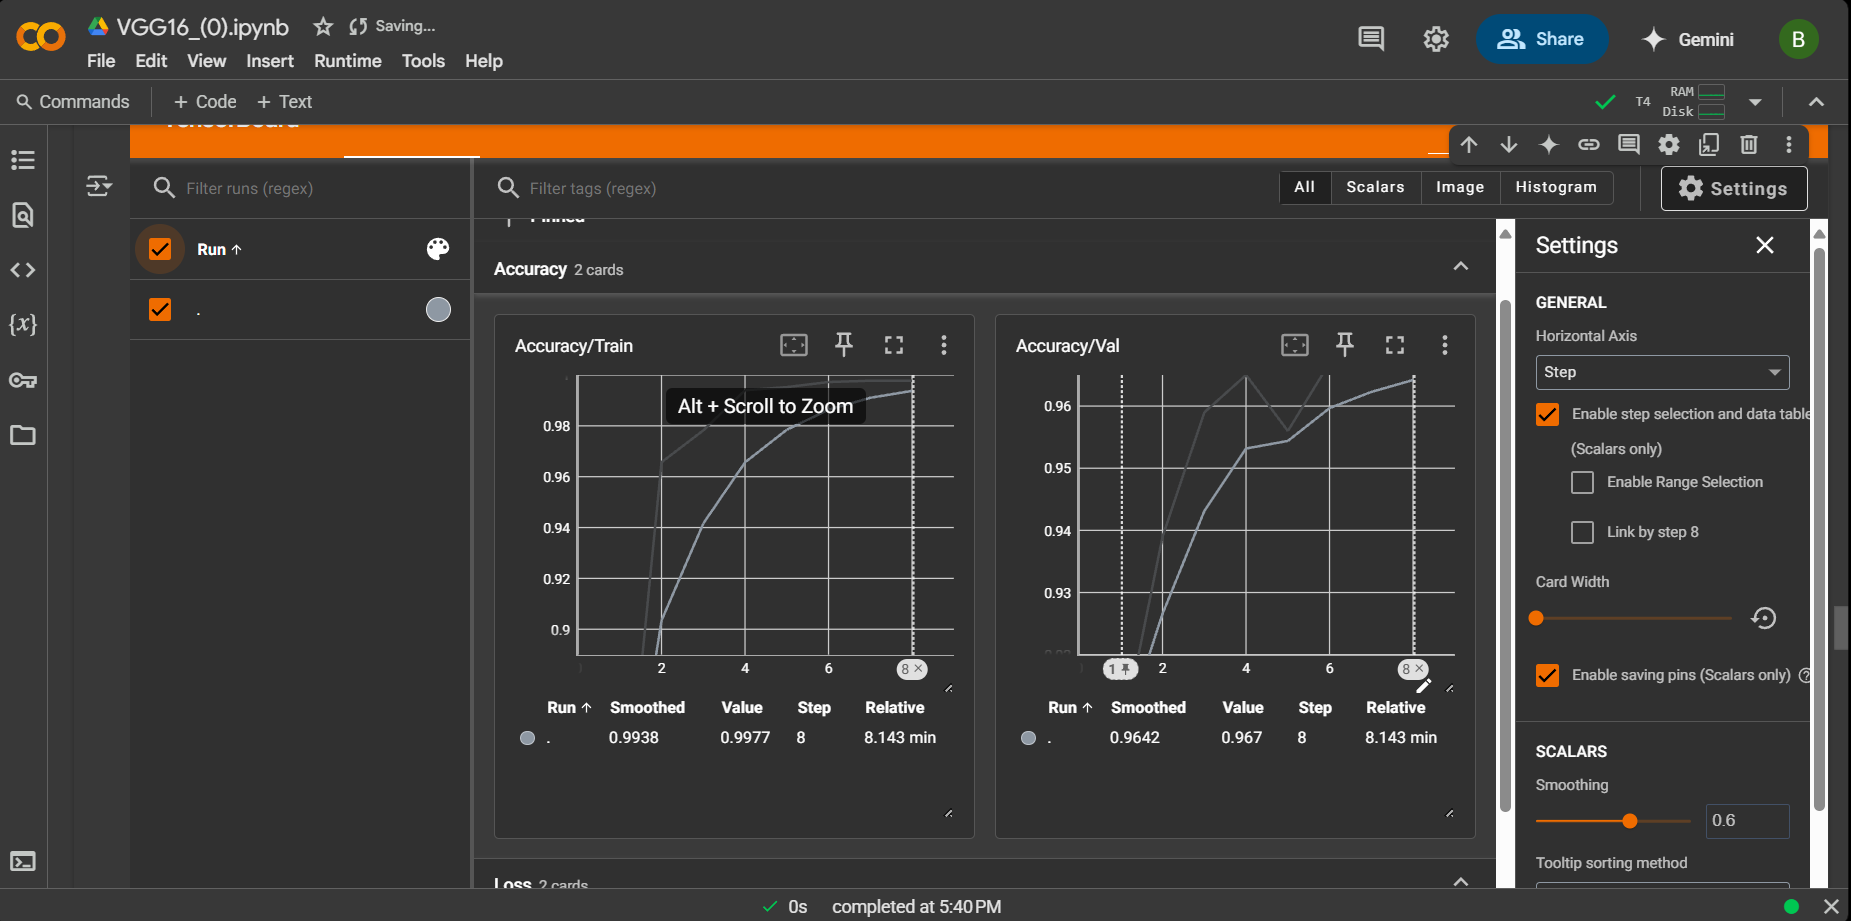 VGG16_(0).ipynb
Saving...
File Edit View Insert Runtime Tools Help
Share
Gemini
B
Commands
+ Code + Text
T4
RAM
Disk
TensorBoard
Filter runs (regex)
Filter tags (regex)
All Scalars Image Histogram
Settings
Run
.
Pinned
Accuracy 2 cards
Accuracy/Train
Alt + Scroll to Zoom
0.98
0.96
0.94
0.92
0.9
2 4 6 8
Run Smoothed Value Step Relative
. 0.9938 0.9977 8 8.143 min
Accuracy/Val
0.96
0.95
0.94
0.93
1 2 4 6 8
Run Smoothed Value Step Relative
. 0.9642 0.967 8 8.143 min
Loss 2 cards
Settings
GENERAL
Horizontal Axis
Step
Enable step selection and data table
(Scalars only)
Enable Range Selection
Link by step 8
Card Width
Enable saving pins (Scalars only)
SCALARS
Smoothing
0.6
Tooltip sorting method
0s completed at 5:40 PM